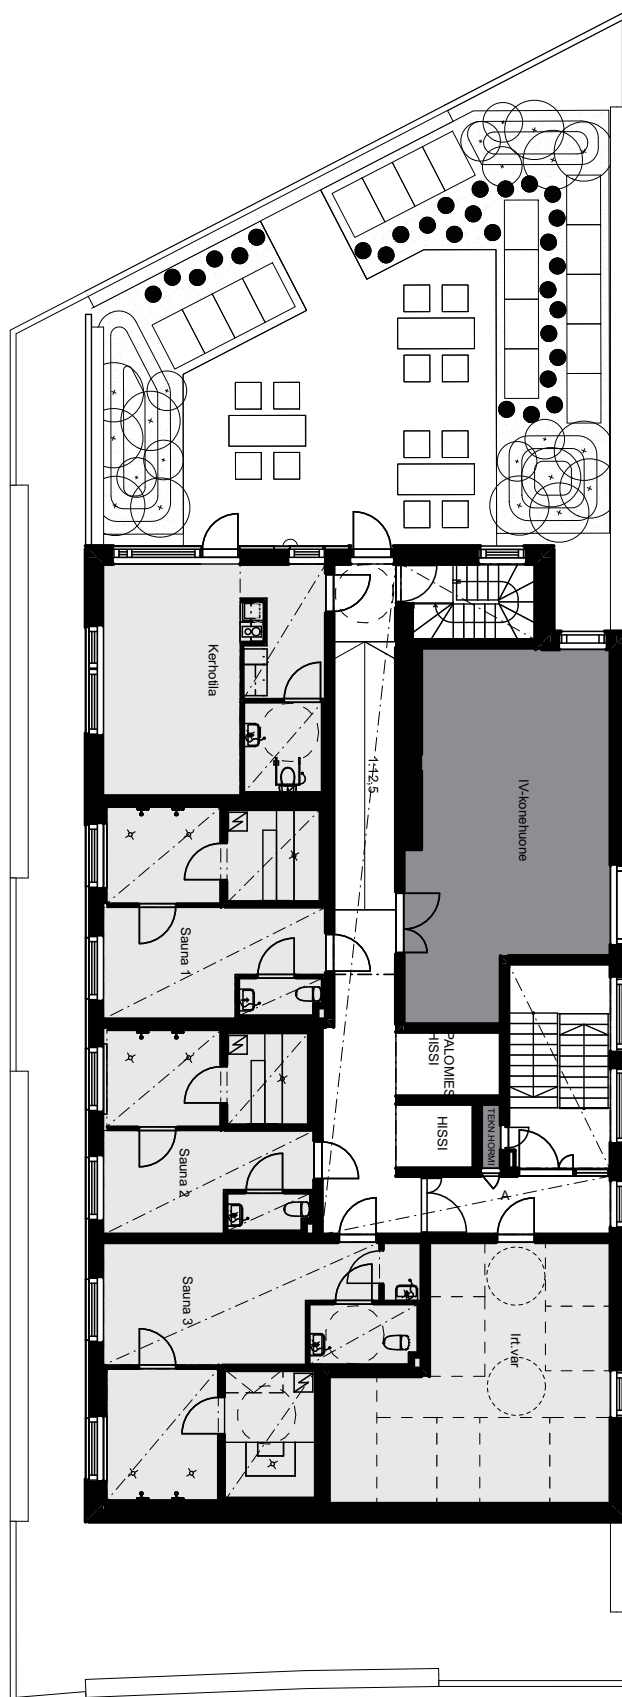 Kerhotila
1:12,5
IV-konehuone
Sauna 1
PALOMIES
HISSI
HISSI
TEKN.HORMI
Sauna 2
A
Sauna 3
Irt.var